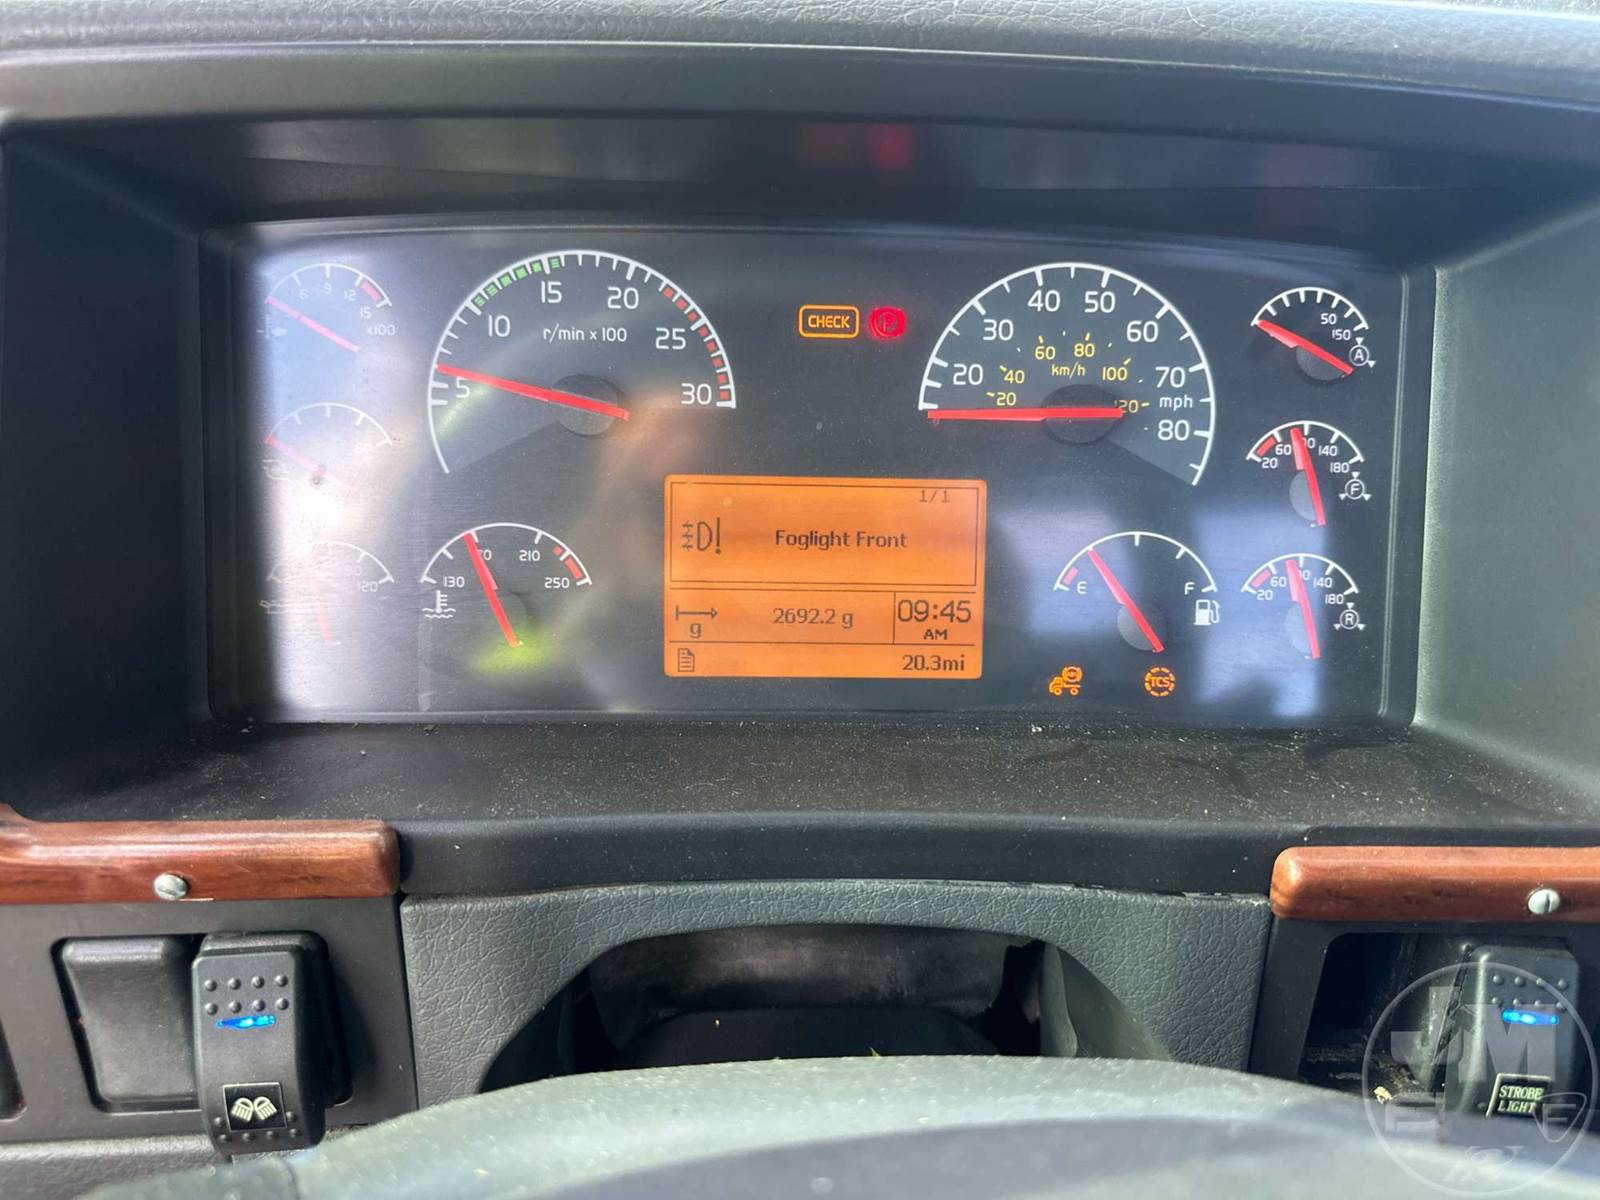 6 9 12 15
x100
5 10 15 20 25 30
r/min x 100
CHECK
20 30 40 50 60 70 80
mph
20 40 60 80 100
km/h
50 150
A
20 60 140 180
F
130 210 250
120
1/1
Foglight Front
2692.2 g
g
09:45
AM
20.3mi
E F
20 60 140 180
R
TCS
STROBE
LIGHT
JM